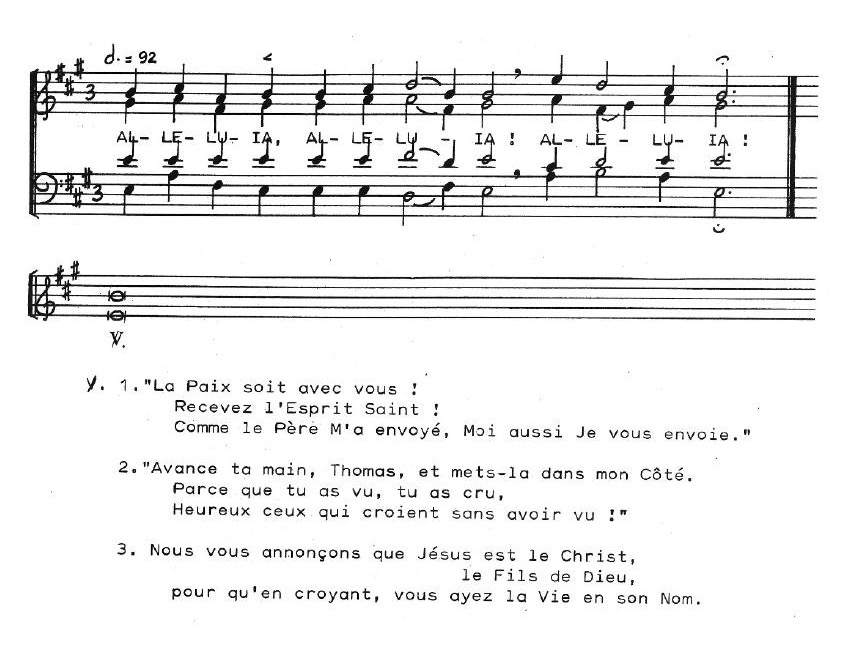 𝅗𝅥. = 92
3
AL- LE- LU- IA, AL- LE- LU - IA ! AL- LE - LU- IA !
3
℣.
℣. 1."La Paix soit avec vous !
Recevez l'Esprit Saint !
Comme le Père M'a envoyé, Moi aussi Je vous envoie."
2."Avance ta main, Thomas, et mets-la dans mon Côté.
Parce que tu as vu, tu as cru,
Heureux ceux qui croient sans avoir vu !"
3. Nous vous annonçons que Jésus est le Christ,
le Fils de Dieu,
pour qu'en croyant, vous ayez la Vie en son Nom.